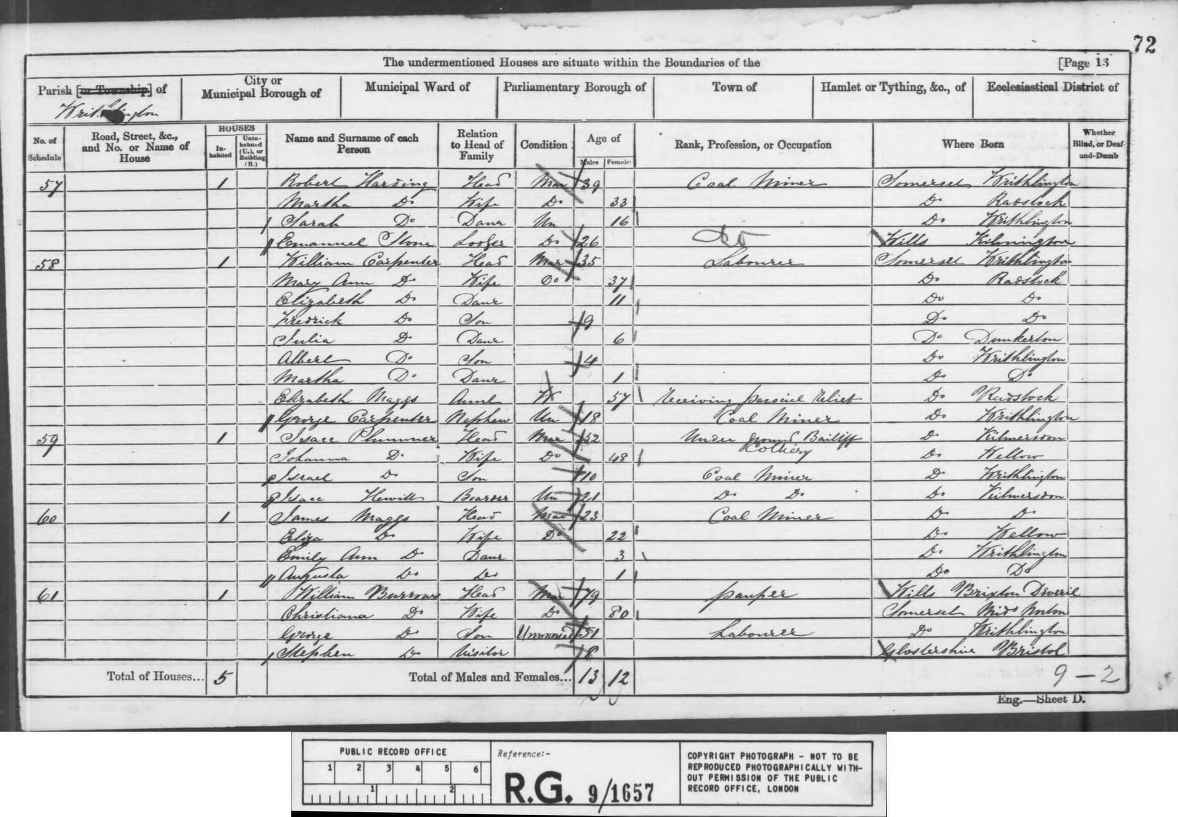 72
The undermentioned Houses are situate within the Boundaries of the [Page 13
Parish [or Township] of City or Municipal Borough of Municipal Ward of Parliamentary Borough of Town of Hamlet or Tything, &c., of Ecclesiastical District of
Writhlington
No. of Schedule Road, Street, &c., and No. or Name of House HOUSES Inhabited Uninhabited (U.), or Building (B.) Name and Surname of each Person Relation to Head of Family Condition Age of Males Females Rank, Profession, or Occupation Where Born Whether Blind, or Deaf-and-Dumb
57 1 Robert Harding Head Mar 39 Coal Miner Somerset Writhlington
Martha Do Wife Do 33 Do Radstock
Sarah Do Daur Un 16 Do Writhlington
Emanuel Stone Lodger Do 26 Do Wilts Kilmington
58 1 William Carpenter Head Mar 35 Labourer Somerset Writhlington
Mary Ann Do Wife Do 37 Do Radstock
Elizabeth Do Daur 11 Do Do
Fredrick Do Son 9 Do Do
Julia Do Daur 6 Do Dunkerton
Albert Do Son 4 Do Writhlington
Martha Do Daur 1 Do Do
Elizabeth Maggs Aunt W 57 Receiving parocial Relief Do Radstock
George Carpenter Nephew Un 18 Coal Miner Do Writhlington
59 1 Isaac Plummer Head Mar 52 Under ground Bailiff Colliery Do Kilmersdon
Johanna Do Wife Do 48 Do Wellow
Israel Do Son 10 Coal Miner Do Writhlington
Isaac Hewitt Boarder Un 21 Do Do Do Kilmersdon
60 1 James Maggs Head Mar 23 Coal Miner Do Do
Eliza Do Wife Do 22 Do Wellow
Emily Ann Do Daur 3 Do Writhlington
Augusta Do Do 1 Do Do
61 1 William Burrows Head Mar 79 pauper Wilts Brixton Deveril
Christiana Do Wife Do 80 Somerset Mids Norton
George Do Son Unmarried 51 Labourer Do Writhlington
Stephen Do Visitor 8 Glostershire Bristol
Total of Houses... 5 Total of Males and Females... 13 12 9-2
Eng.—Sheet D.
PUBLIC RECORD OFFICE
1 2 3 4 5 6
1 2
Reference:-
R.G. 9/1657
COPYRIGHT PHOTOGRAPH - NOT TO BE
REPRODUCED PHOTOGRAPHICALLY WITH-
OUT PERMISSION OF THE PUBLIC
RECORD OFFICE, LONDON